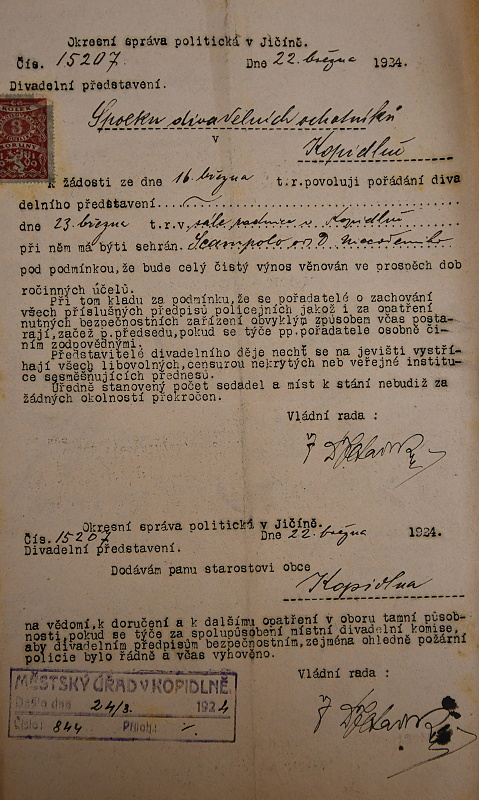 Okresní správa politická v Jičíně.
Čís. 15207. Dne 22. března 1924.
Divadelní představení.
KOLEK
3
KORUNY
Spolku divadelních ochotníků
v
Kopidlně
K žádosti ze dne 16. března t.r. povoluji pořádání diva
delního představení.
dne 23. března t.r. v sále radnice v Kopidlně
při něm má býti sehrán. Scampolo od D. Niccodemiho
pod podmínkou, že bude celý čistý výnos věnován ve prospěch dob
ročinných účelů.
Při tom kladu za podmínku, že se pořadatelé o zachování
všech příslušných předpisů policejních jakož i za opatření
nutných bezpečnostních zařízení obvyklým způsobem včas posta-
rají, začež p. předsedu, pokud se týče pp. pořadatele osobně či-
ním zodpovědnými.
Představitelé divadelního děje nechť se na jevišti vystří-
hají všech libovolných, censurou nekrytých neb veřejné institu-
ce sesměšnujících přednesů.
Úředně stanovený počet sedadel a míst k stání nebudiž za
žádných okolností překročen.
Vládní rada :
Okresní správa politická v Jičíně.
Čís. 15207 Dne 22. března 1924.
Divadelní představení.
Dodávám panu starostovi obce
Kopidlna
na vědomí, k doručení a k dalšímu opatření v oboru tamní působ-
nosti, pokud se týče za spolupůsobení místní divadelní komise,
aby divadelním předpisům bezpečnostním, zejména ohledně požární
policie bylo řádně a včas vyhověno.
Vládní rada :
MĚSTSKÝ ÚŘAD V KOPIDLNĚ
Došlo dne 24/3. 1924
Číslo: 844 Příloh: ./.